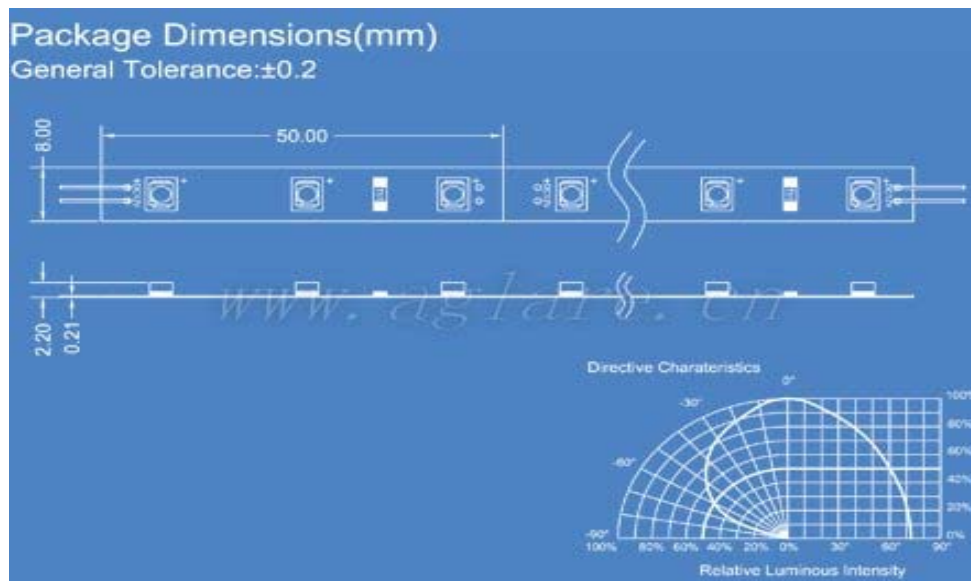 Package Dimensions(mm)
General Tolerance:±0.2
50.00
8.00
2.20
0.21
www.aglare.cn
Directive Charateristics
0°
-30°
-60°
-90°
100%
80%
60%
40%
20%
0%
100% 80% 60% 40% 20% 0% 30° 60° 90°
Relative Luminous Intensity